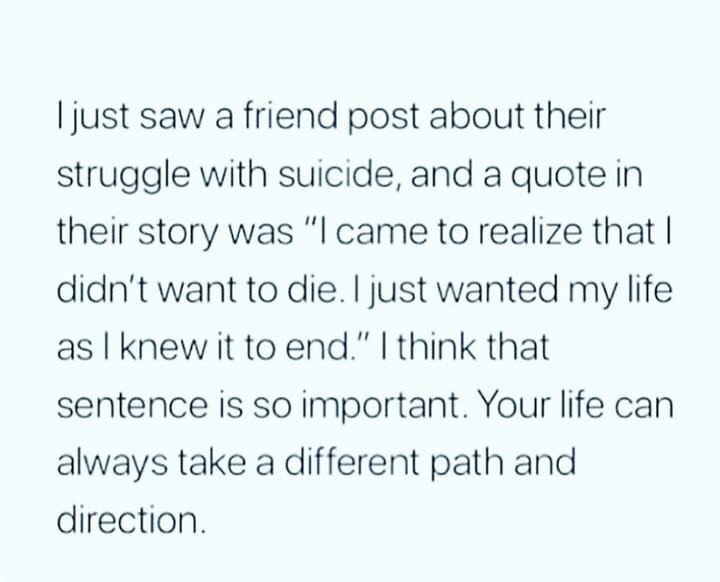 I just saw a friend post about their
struggle with suicide, and a quote in
their story was "I came to realize that I
didn't want to die. I just wanted my life
as I knew it to end." I think that
sentence is so important. Your life can
always take a different path and
direction.